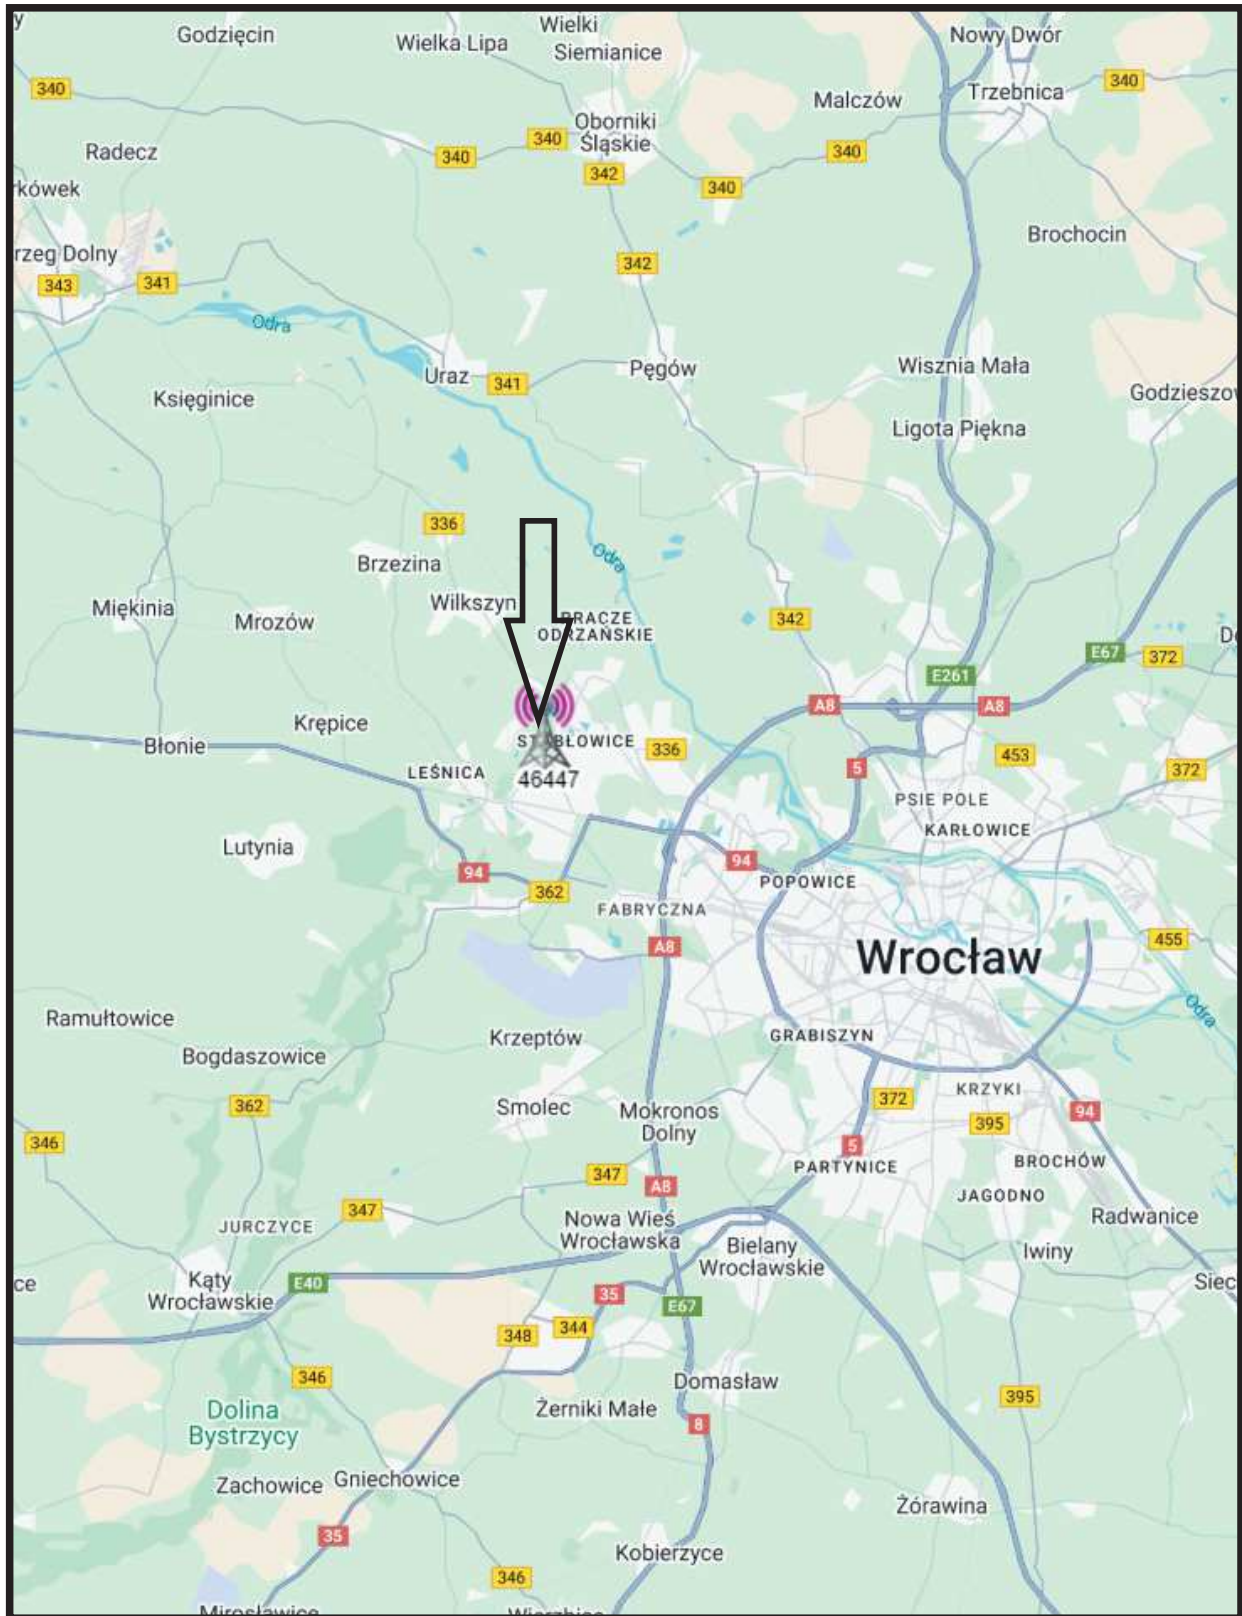 y
Godzięcin
Wielka Lipa
Wielki
Siemianice
Nowy Dwór
340
Malczów
Trzebnica
340
Oborniki
Śląskie
340
340
340
Radecz
342
340
rkówek
Brochocin
rzeg Dolny
342
343
341
Odra
Uraz
341
Pęgów
Wisznia Mała
Księginice
Godzieszo
Ligota Piękna
336
Odra
Brzezina
Miękinia
Wilkszyn
Mrozów
PRACZE
ODRZAŃSKIE
342
E67
372
E261
A8
A8
Krępice
Błonie
STABŁOWICE
336
453
LEŚNICA
46447
5
372
PSIE POLE
KARŁOWICE
Lutynia
94
94
POPOWICE
362
FABRYCZNA
A8
Wrocław
455
Odra
Ramułtowice
Krzeptów
GRABISZYN
Bogdaszowice
KRZYKI
362
Smolec
Mokronos
Dolny
372
94
395
346
5
BROCHÓW
PARTYNICE
347
A8
JAGODNO
347
JURCZYCE
Nowa Wieś
Wrocławska
Radwanice
Bielany
Wrocławskie
Iwiny
ce
Kąty
Wrocławskie
E40
Siec
35
E67
348
344
346
Domasław
395
Dolina
Bystrzycy
Żerniki Małe
8
Zachowice
Gniechowice
Żórawina
35
Kobierzyce
346
Mirosławice